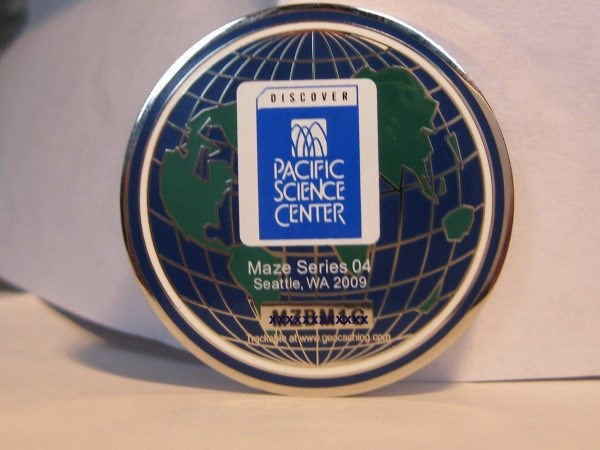 DISCOVER
PACIFIC
SCIENCE
CENTER
Maze Series 04
Seattle, WA 2009
Trackable at www.geocaching.com